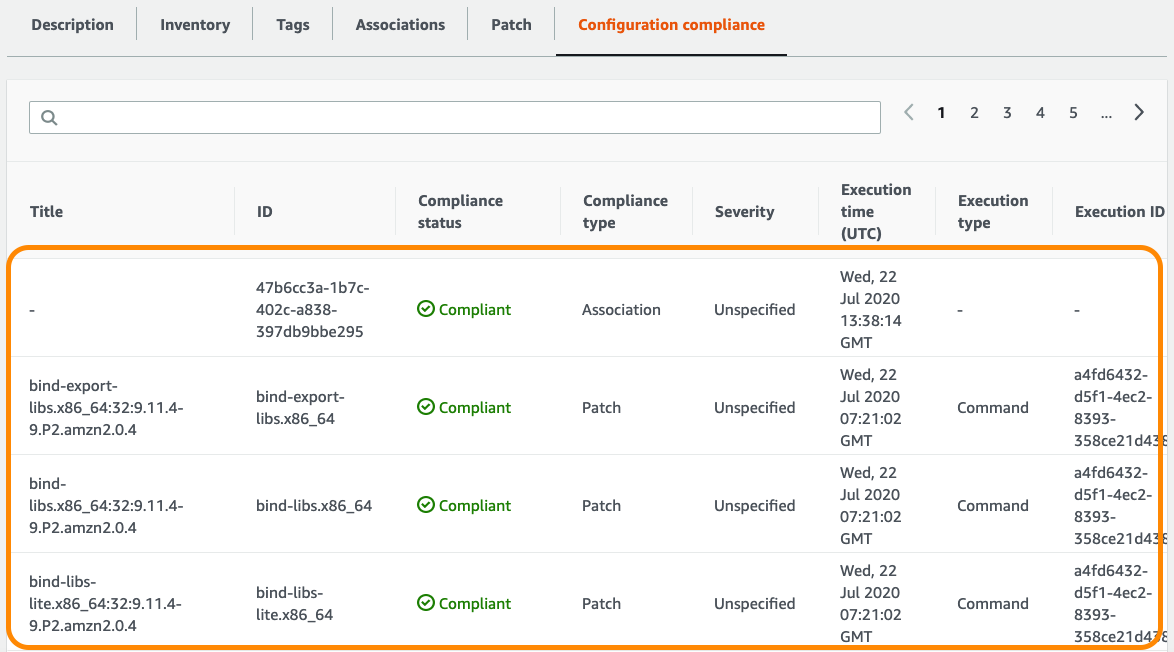 Description Inventory Tags Associations Patch Configuration compliance
1 2 3 4 5 ...
Title ID Compliance status Compliance type Severity Execution time (UTC) Execution type Execution ID
-
47b6cc3a-1b7c-
402c-a838-
397db9bbe295
Compliant
Association
Unspecified
Wed, 22
Jul 2020
13:38:14
GMT
-
-
bind-export-
libs.x86_64:32:9.11.4-
9.P2.amzn2.0.4
bind-export-
libs.x86_64
Compliant
Patch
Unspecified
Wed, 22
Jul 2020
07:21:02
GMT
Command
a4fd6432-
d5f1-4ec2-
8393-
358ce21d438
bind-
libs.x86_64:32:9.11.4-
9.P2.amzn2.0.4
bind-libs.x86_64
Compliant
Patch
Unspecified
Wed, 22
Jul 2020
07:21:02
GMT
Command
a4fd6432-
d5f1-4ec2-
8393-
358ce21d438
bind-libs-
lite.x86_64:32:9.11.4-
9.P2.amzn2.0.4
bind-libs-
lite.x86_64
Compliant
Patch
Unspecified
Wed, 22
Jul 2020
07:21:02
GMT
Command
a4fd6432-
d5f1-4ec2-
8393-
358ce21d438